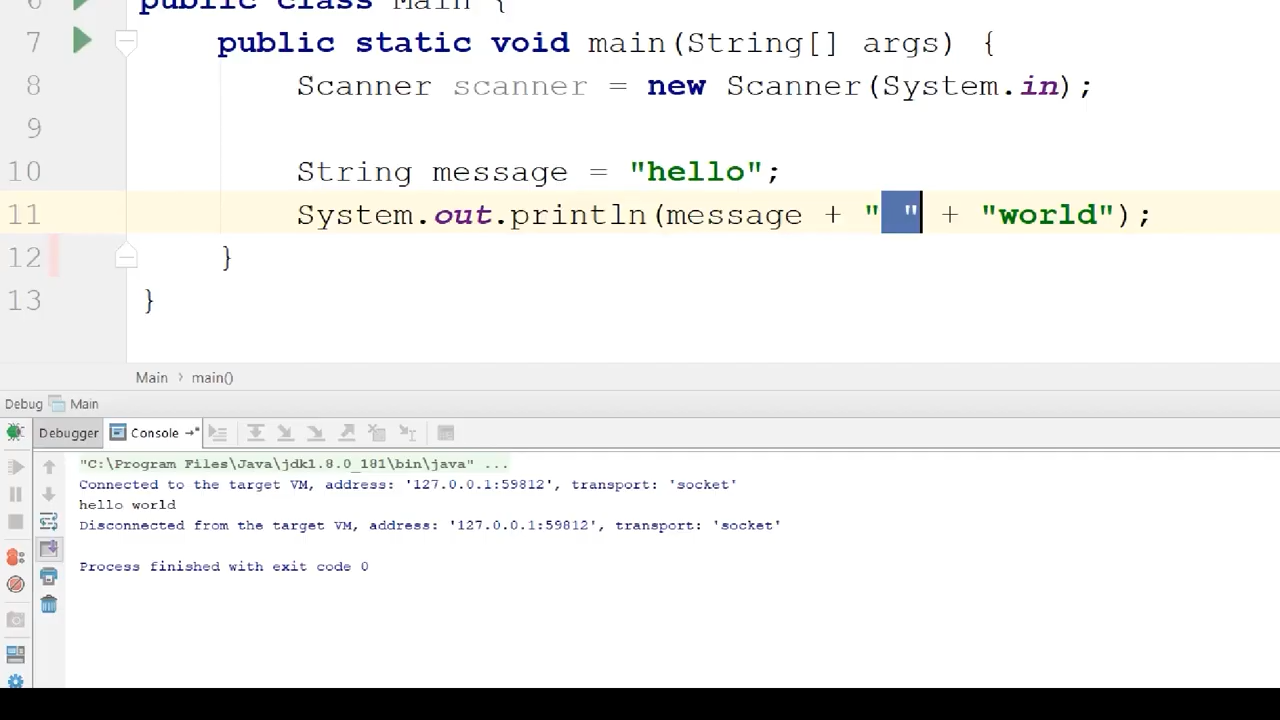 6 public class Main {
7 public static void main(String[] args) {
8 Scanner scanner = new Scanner(System.in);
9
10 String message = "hello";
11 System.out.println(message + " " + "world");
12 }
13 }
Main › main()
Debug Main
Debugger Console
"C:\Program Files\Java\jdk1.8.0_181\bin\java" ...
Connected to the target VM, address: '127.0.0.1:59812', transport: 'socket'
hello world
Disconnected from the target VM, address: '127.0.0.1:59812', transport: 'socket'
Process finished with exit code 0